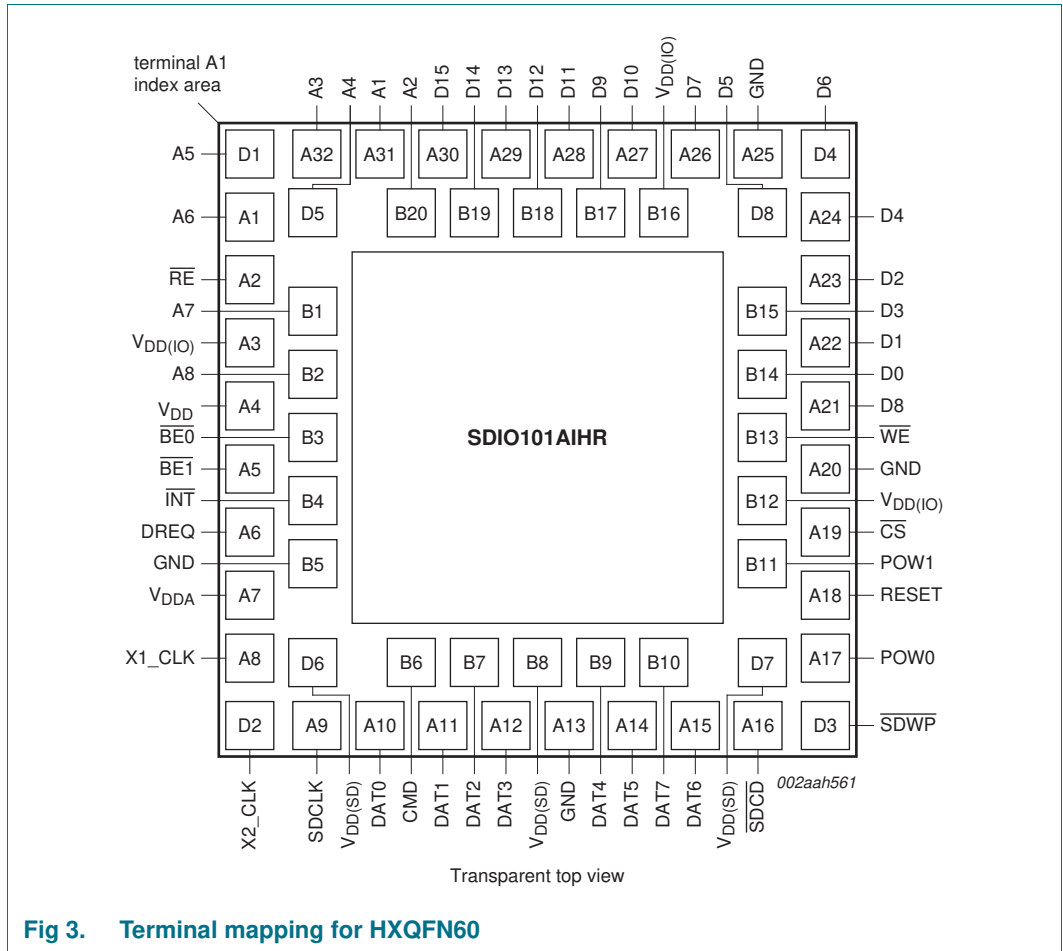 terminal A1
index area
A3
A4
A1
A2
D15
D14
D13
D12
D11
D9
D10
VDD(IO)
D7
D5
GND
D6
A5
D1
A32
A31
A30
A29
A28
A27
A26
A25
D4
A6
A1
D5
B20
B19
B18
B17
B16
D8
A24
D4
RE
A2
A23
D2
A7
B1
B15
D3
VDD(IO)
A3
A22
D1
A8
B2
B14
D0
VDD
A4
A21
D8
BE0
B3
SDIO101AIHR
B13
WE
BE1
A5
A20
GND
INT
B4
B12
VDD(IO)
DREQ
A6
A19
CS
GND
B5
B11
POW1
VDDA
A7
A18
RESET
X1_CLK
A8
D6
B6
B7
B8
B9
B10
D7
A17
POW0
D2
A9
A10
A11
A12
A13
A14
A15
A16
D3
SDWP
X2_CLK
SDCLK
VDD(SD)
DAT0
CMD
DAT1
DAT2
DAT3
VDD(SD)
GND
DAT4
DAT5
DAT7
DAT6
VDD(SD)
SDCD
002aah561
Transparent top view
Fig 3. Terminal mapping for HXQFN60